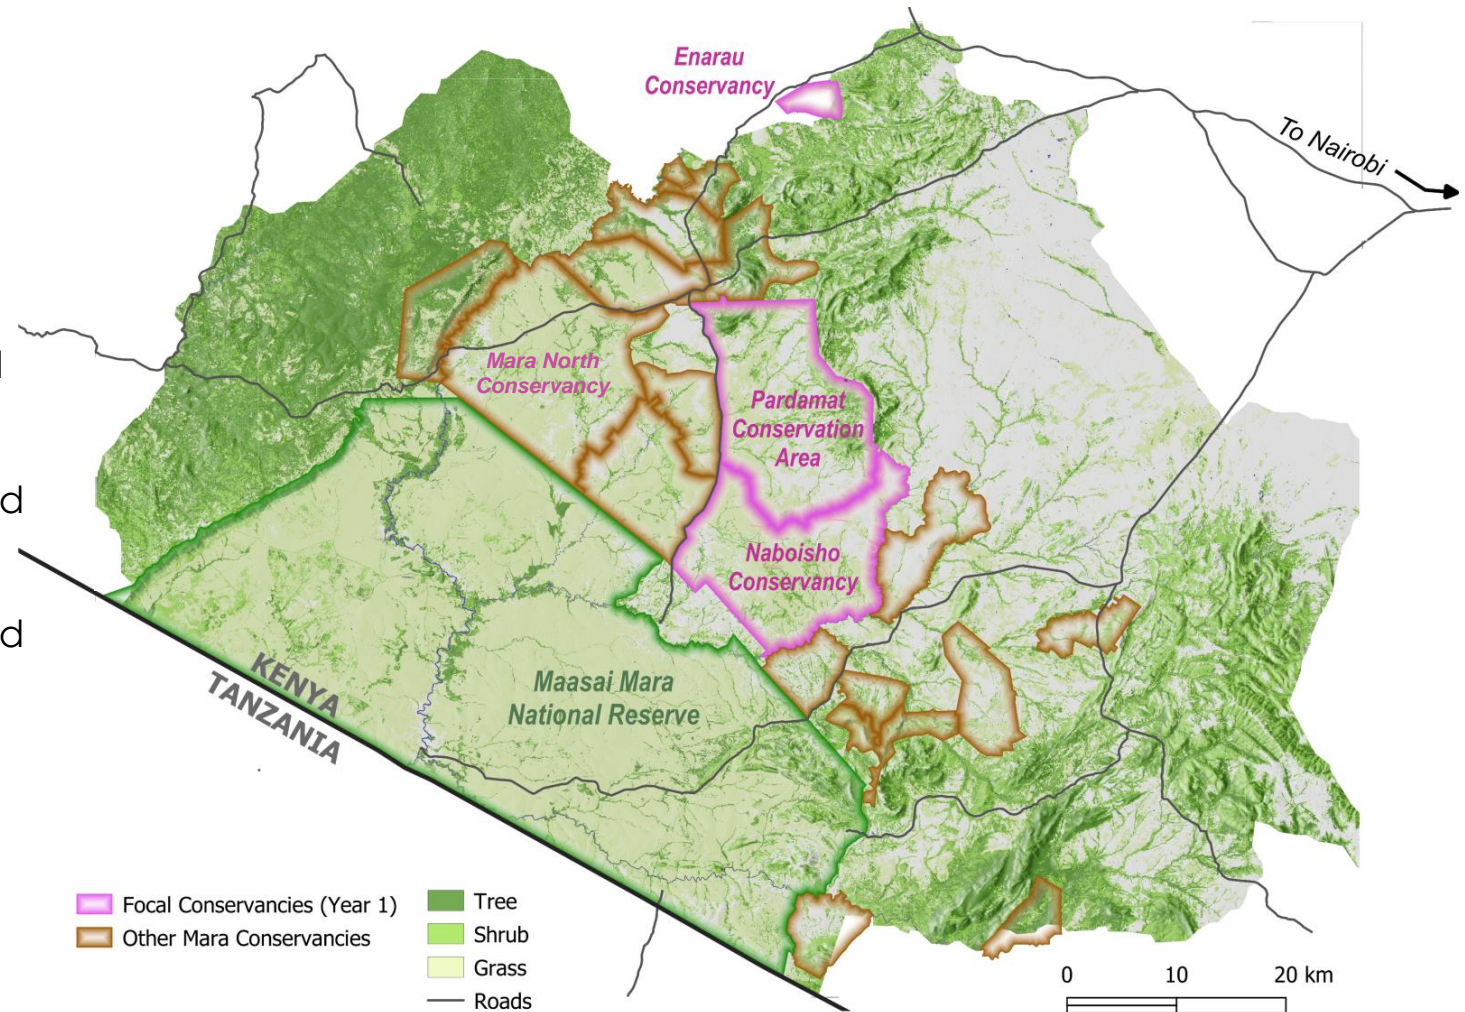 Enarau
Conservancy
To Nairobi
Mara North
Conservancy
Pardamat
Conservation
Area
d
Naboisho
Conservancy
d
KENYA
TANZANIA
Maasai Mara
National Reserve
Focal Conservancies (Year 1)
Other Mara Conservancies
Tree
Shrub
Grass
Roads
0 10 20 km